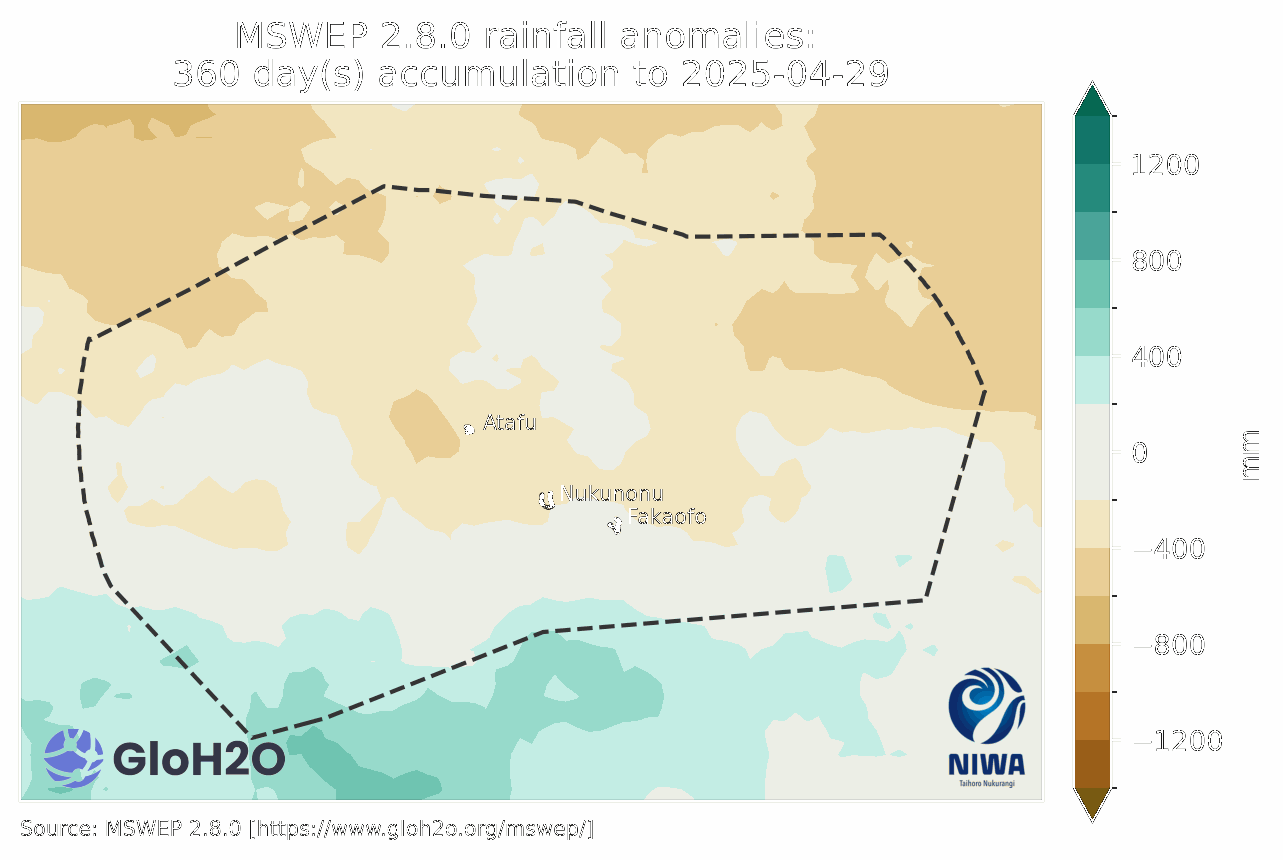 MSWEP 2.8.0 rainfall anomalies:
360 day(s) accumulation to 2025-04-29
1200
800
400
0
−400
−800
−1200
mm
Atafu
Nukunonu
Fakaofo
GloH2O
NIWA
Taihoro Nukurangi
Source: MSWEP 2.8.0 [https://www.gloh2o.org/mswep/]